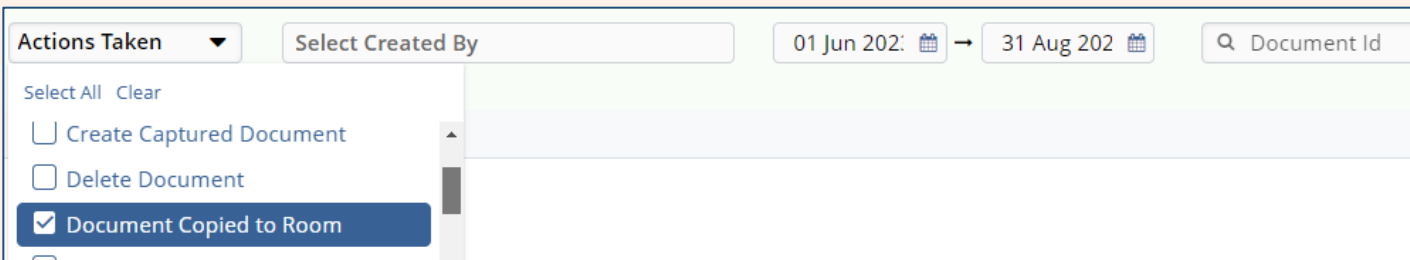 Actions Taken Select Created By 01 Jun 202 → 31 Aug 202 Document Id
Select All Clear
Create Captured Document
Delete Document
Document Copied to Room